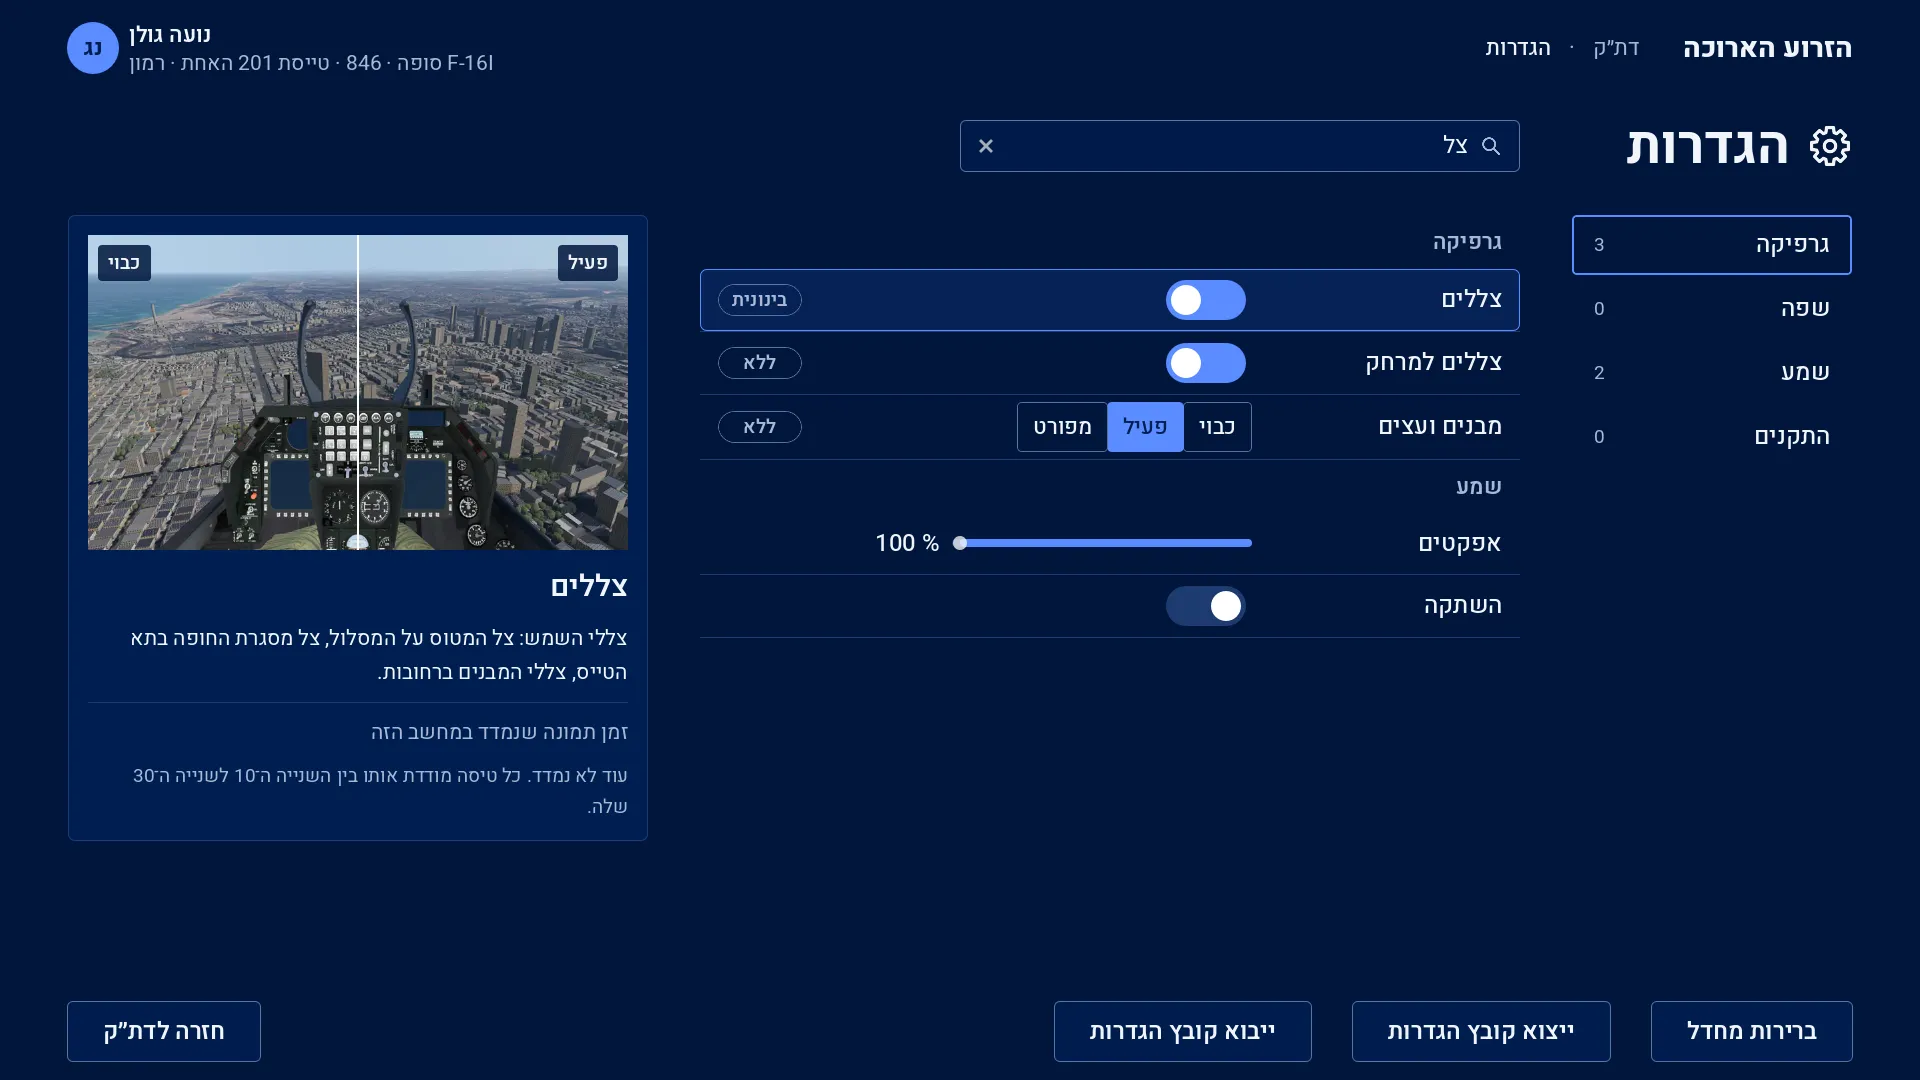 הזרוע הארוכה
דת״ק · הגדרות
נועה גולן
F-16I סופה · 846 · טייסת 201 האחת · רמון
נג
הגדרות
צל
גרפיקה 3
שפה 0
שמע 2
התקנים 0
גרפיקה
צללים
בינונית
צללים למרחק
ללא
מבנים ועצים
כבוי פעיל מפורט
ללא
שמע
אפקטים
100 %
השתקה
פעיל
כבוי
צללים
צללי השמש: צל המטוס על המסלול, צל מסגרת החופה בתא
הטייס, צללי המבנים ברחובות.
זמן תמונה שנמדד במחשב הזה
עוד לא נמדד. כל טיסה מודדת אותו בין השנייה ה־10 לשנייה ה־30
שלה.
ברירות מחדל
ייצוא קובץ הגדרות
ייבוא קובץ הגדרות
חזרה לדת״ק